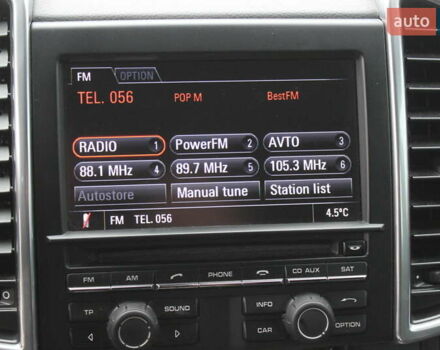 auto
FM OPTION
TEL. 056 POP M BestFM
RADIO 1 PowerFM 2 AVTO 3
88.1 MHz 4 89.7 MHz 5 105.3 MHz 6
Autostore Manual tune Station list
FM TEL. 056 4.5°C
FM AM PHONE CD AUX SAT
TP SOUND INFO
CAR OPTION